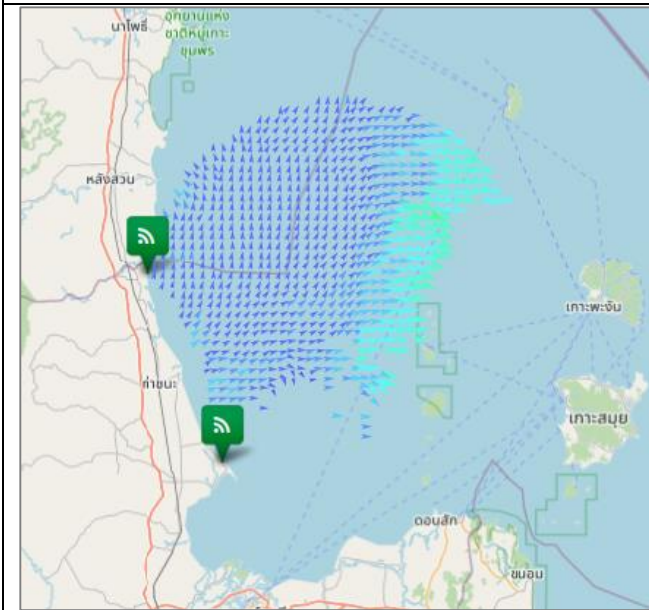 นาโพธิ์
อุทยานแห่ง
ชาติหมู่เกาะ
ชุมพร
หลังสวน
ท่าชนะ
เกาะพะงัน
เกาะสมุย
ดอนสัก
ขนอม